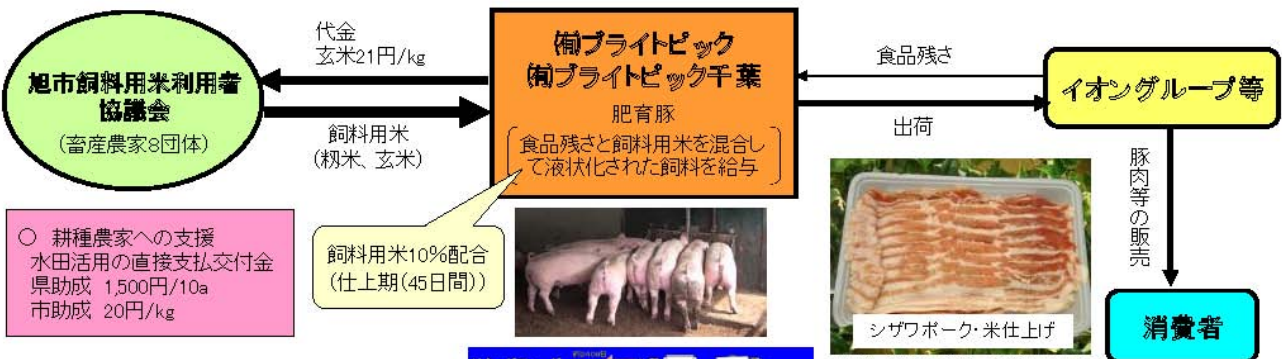 旭市飼料用米利用者
協議会
(畜産農家8団体)
代金
玄米21円/kg
飼料用米
(籾米、玄米)
㈲ブライトピック
㈲ブライトピック千葉
肥育豚
食品残さと飼料用米を混合し
て液状化された飼料を給与
食品残さ
出荷
イオングループ等
豚肉等の販売
消費者
○ 耕種農家への支援
水田活用の直接支払交付金
県助成 1,500円/10a
市助成 20円/kg
飼料用米10%配合
(仕上期(45日間))
シザワポーク・米仕上げ